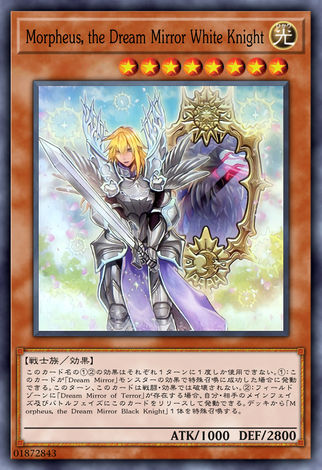 Morpheus, the Dream Mirror White Knight
光
【戦士族／効果】
このカード名の①②の効果はそれぞれ１ターンに１度しか使用できない。①：こ
のカードが「Dream Mirror」モンスターの効果で特殊召喚に成功した場合に発動
できる。このターン、このカードは戦闘・効果では破壊されない。②：フィールド
ゾーンに「Dream Mirror of Terror」が存在する場合、自分・相手のメインフェイ
ズ及びバトルフェイズにこのカードをリリースして発動できる。デッキから「M
orpheus, the Dream Mirror Black Knight」１体を特殊召喚する。
ATK/1000 DEF/2800
01872843